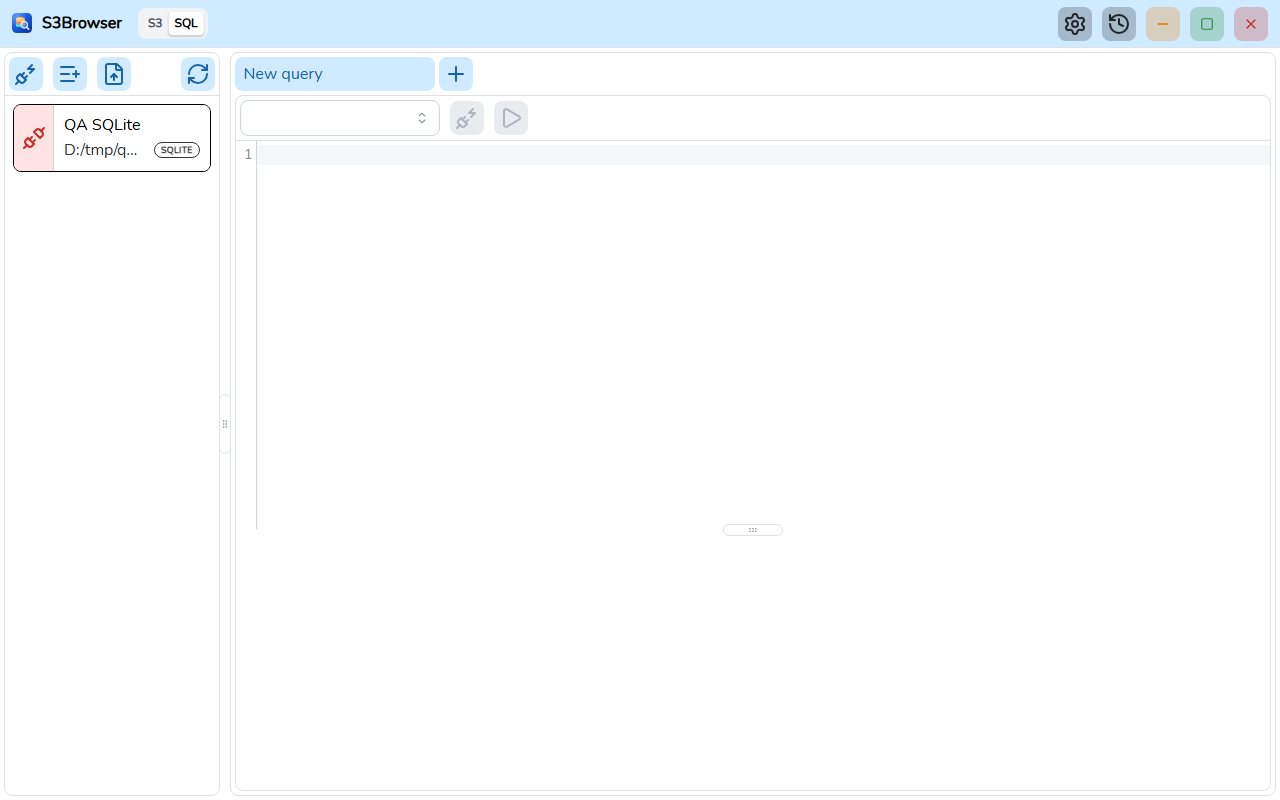 S3Browser
S3
SQL
New query
QA SQLite
D:/tmp/q...
SQLITE
1